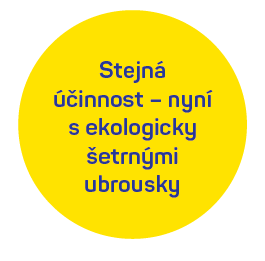 Stejná
účinnost – nyní
s ekologicky
šetrnými
ubrousky